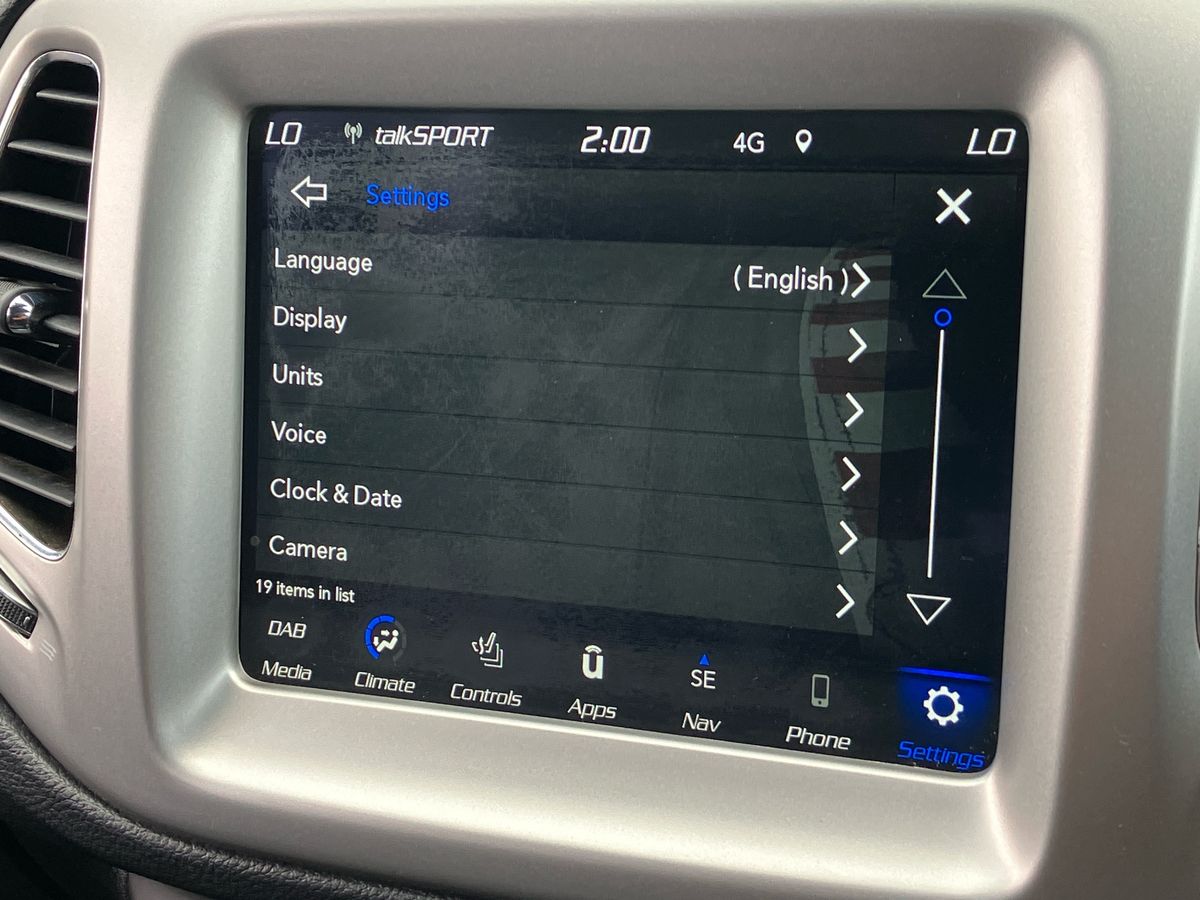 LO talkSPORT 2:00 4G LO
Settings
Language ( English )
Display
Units
Voice
Clock & Date
Camera
19 items in list
DAB SE
Media Climate Controls Apps Nav Phone Settings